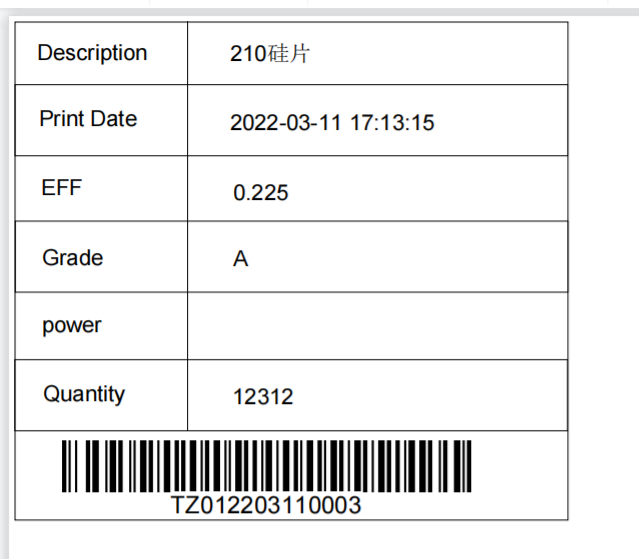 Description 210硅片
Print Date 2022-03-11 17:13:15
EFF 0.225
Grade A
power
Quantity 12312
TZ012203110003